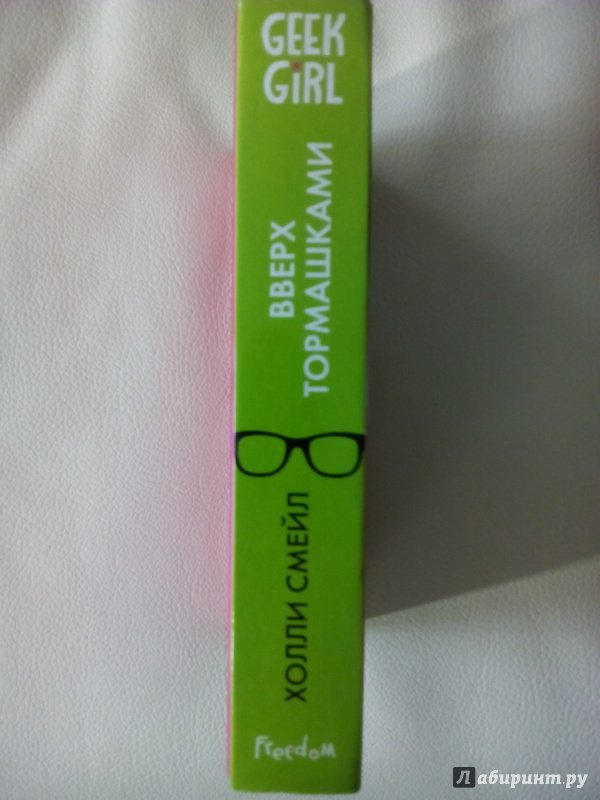 GEEK
GIRL
ВВЕРХ
ТОРМАШКАМИ
ХОЛЛИ СМЕЙЛ
Freedom
Лабиринт.ру